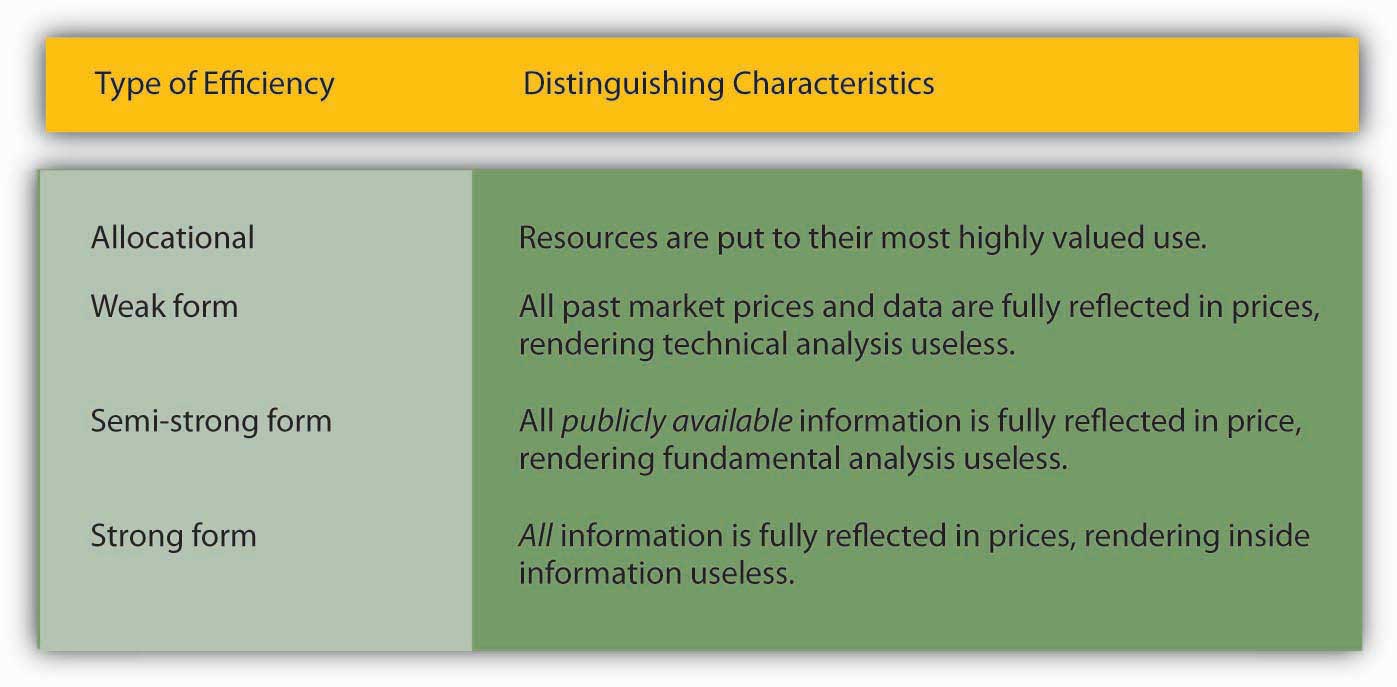 Type of Efficiency Distinguishing Characteristics
Allocational Resources are put to their most highly valued use.
Weak form All past market prices and data are fully reflected in prices,
rendering technical analysis useless.
Semi-strong form All publicly available information is fully reflected in price,
rendering fundamental analysis useless.
Strong form All information is fully reflected in prices, rendering inside
information useless.